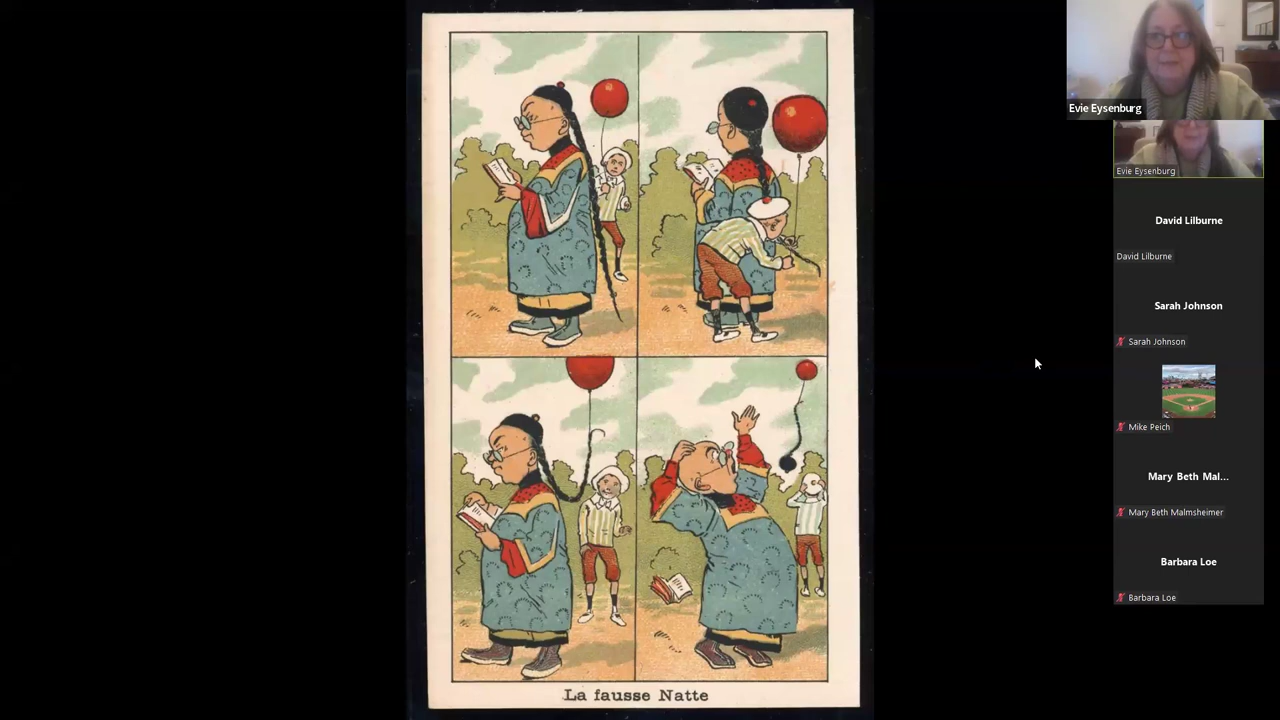 La fausse Natte
Evie Eysenburg
Evie Eysenburg
David Lilburne
David Lilburne
Sarah Johnson
Sarah Johnson
Mike Peich
Mary Beth Mal...
Mary Beth Malmsheimer
Barbara Loe
Barbara Loe